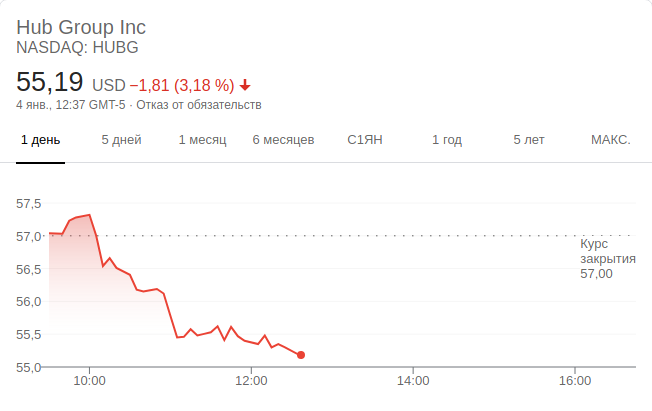 Hub Group Inc
NASDAQ: HUBG
55,19 USD −1,81 (3,18 %)
4 янв., 12:37 GMT-5 · Отказ от обязательств
1 день 5 дней 1 месяц 6 месяцев С1ЯН 1 год 5 лет МАКС.
57,5
57,0
Курс
закрытия
57,00
56,5
56,0
55,5
55,0
10:00 12:00 14:00 16:00